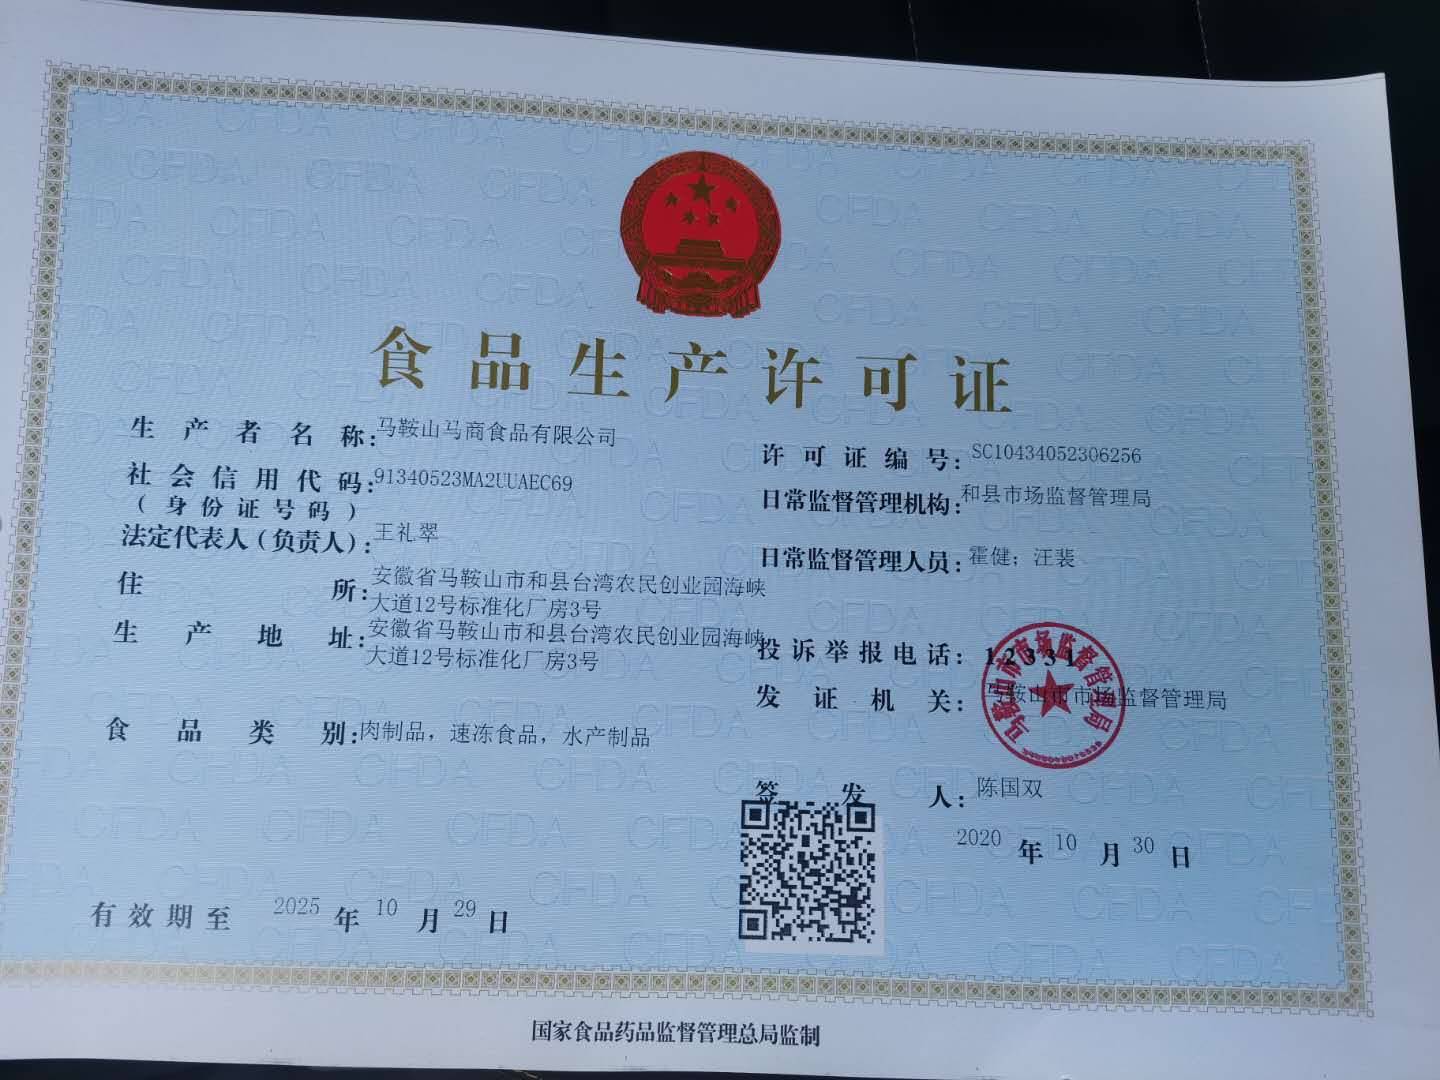 食品生产许可证
生产者名称:马鞍山马商食品有限公司
社会信用代码:91340523MA2UUAEC69
(身份证号码)
法定代表人(负责人):王礼翠
住所:安徽省马鞍山市和县台湾农民创业园海峡
大道12号标准化厂房3号
生产地址:安徽省马鞍山市和县台湾农民创业园海峡
大道12号标准化厂房3号
食品类别:肉制品，速冻食品，水产制品
有效期至 2025年10月29日
许可证编号:SC10434052306256
日常监督管理机构:和县市场监督管理局
日常监督管理人员:霍健；汪裴
投诉举报电话:12331
发证机关:马鞍山市市场监督管理局
马鞍山市市场监督管理局
签发人:陈国双
2020年10月30日
国家食品药品监督管理总局监制
CFDA